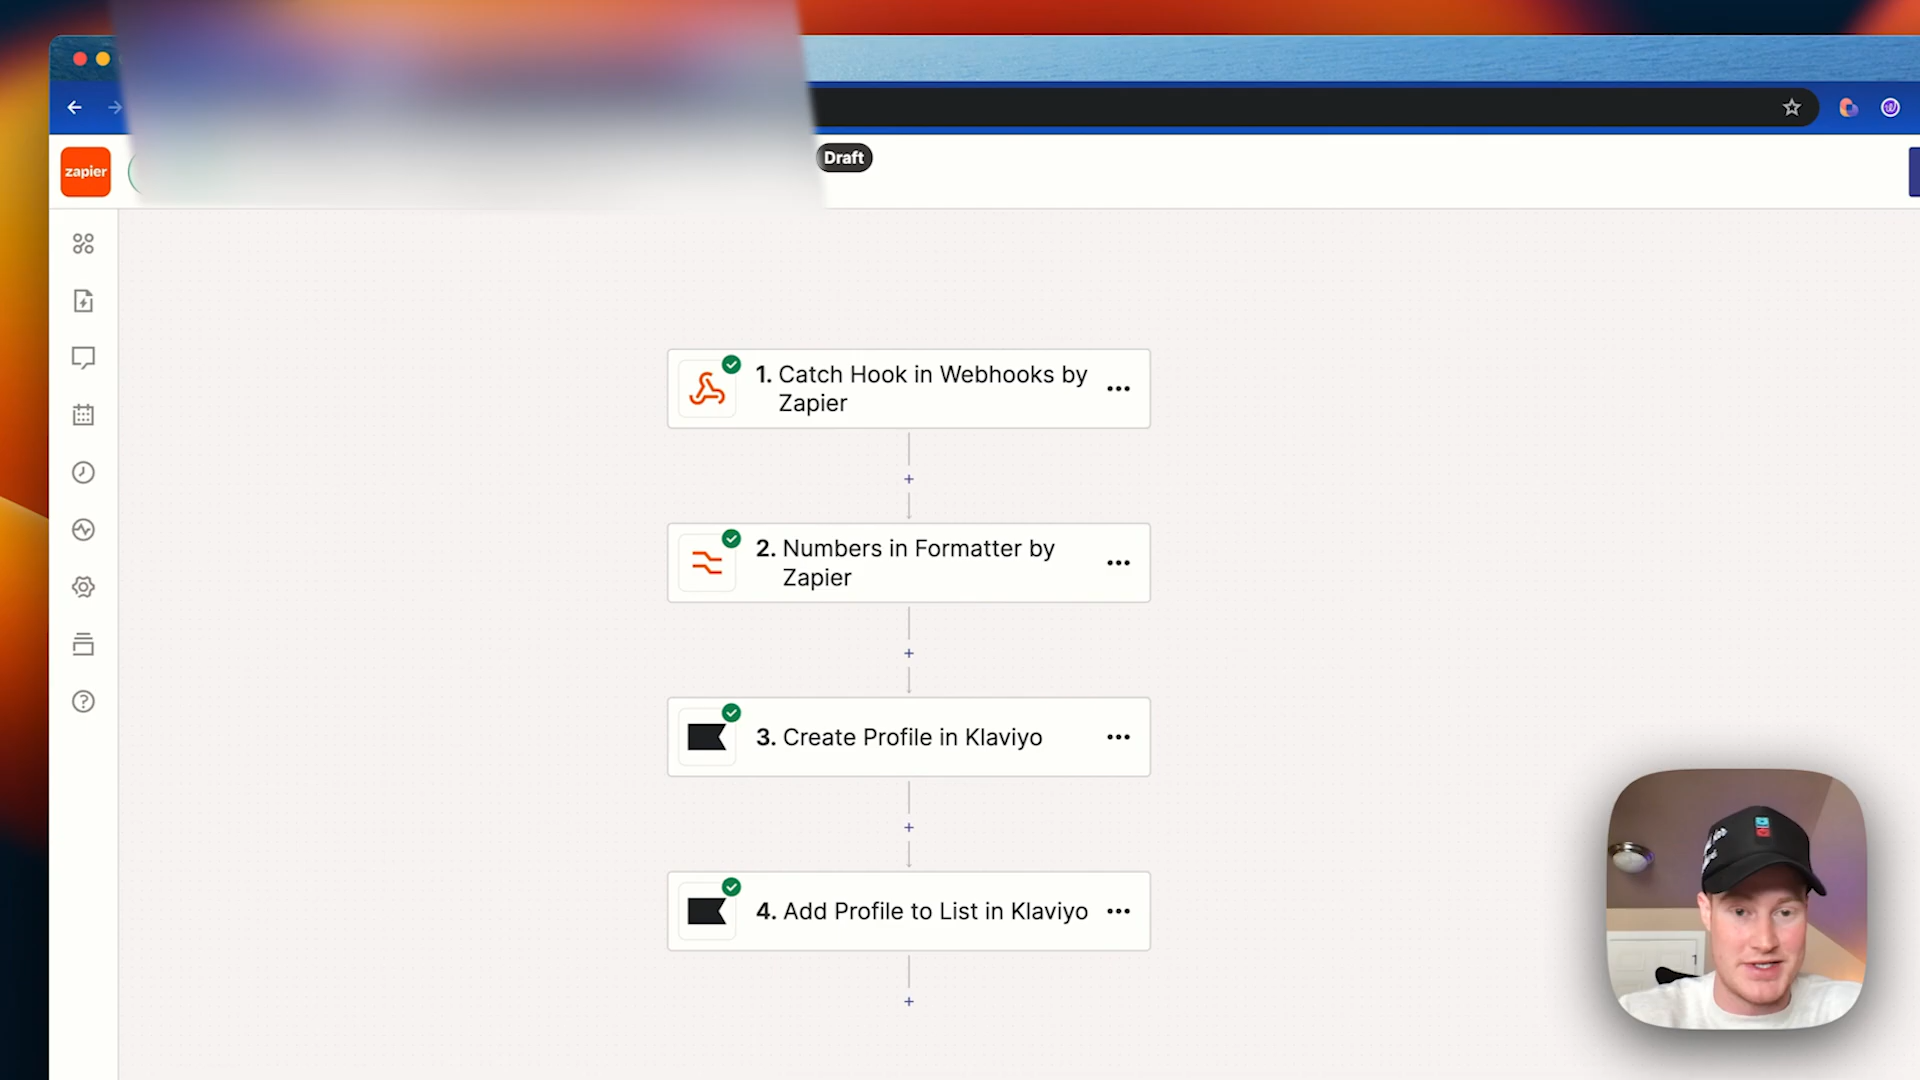 zapier
Draft
1. Catch Hook in Webhooks by
Zapier
2. Numbers in Formatter by
Zapier
3. Create Profile in Klaviyo
4. Add Profile to List in Klaviyo